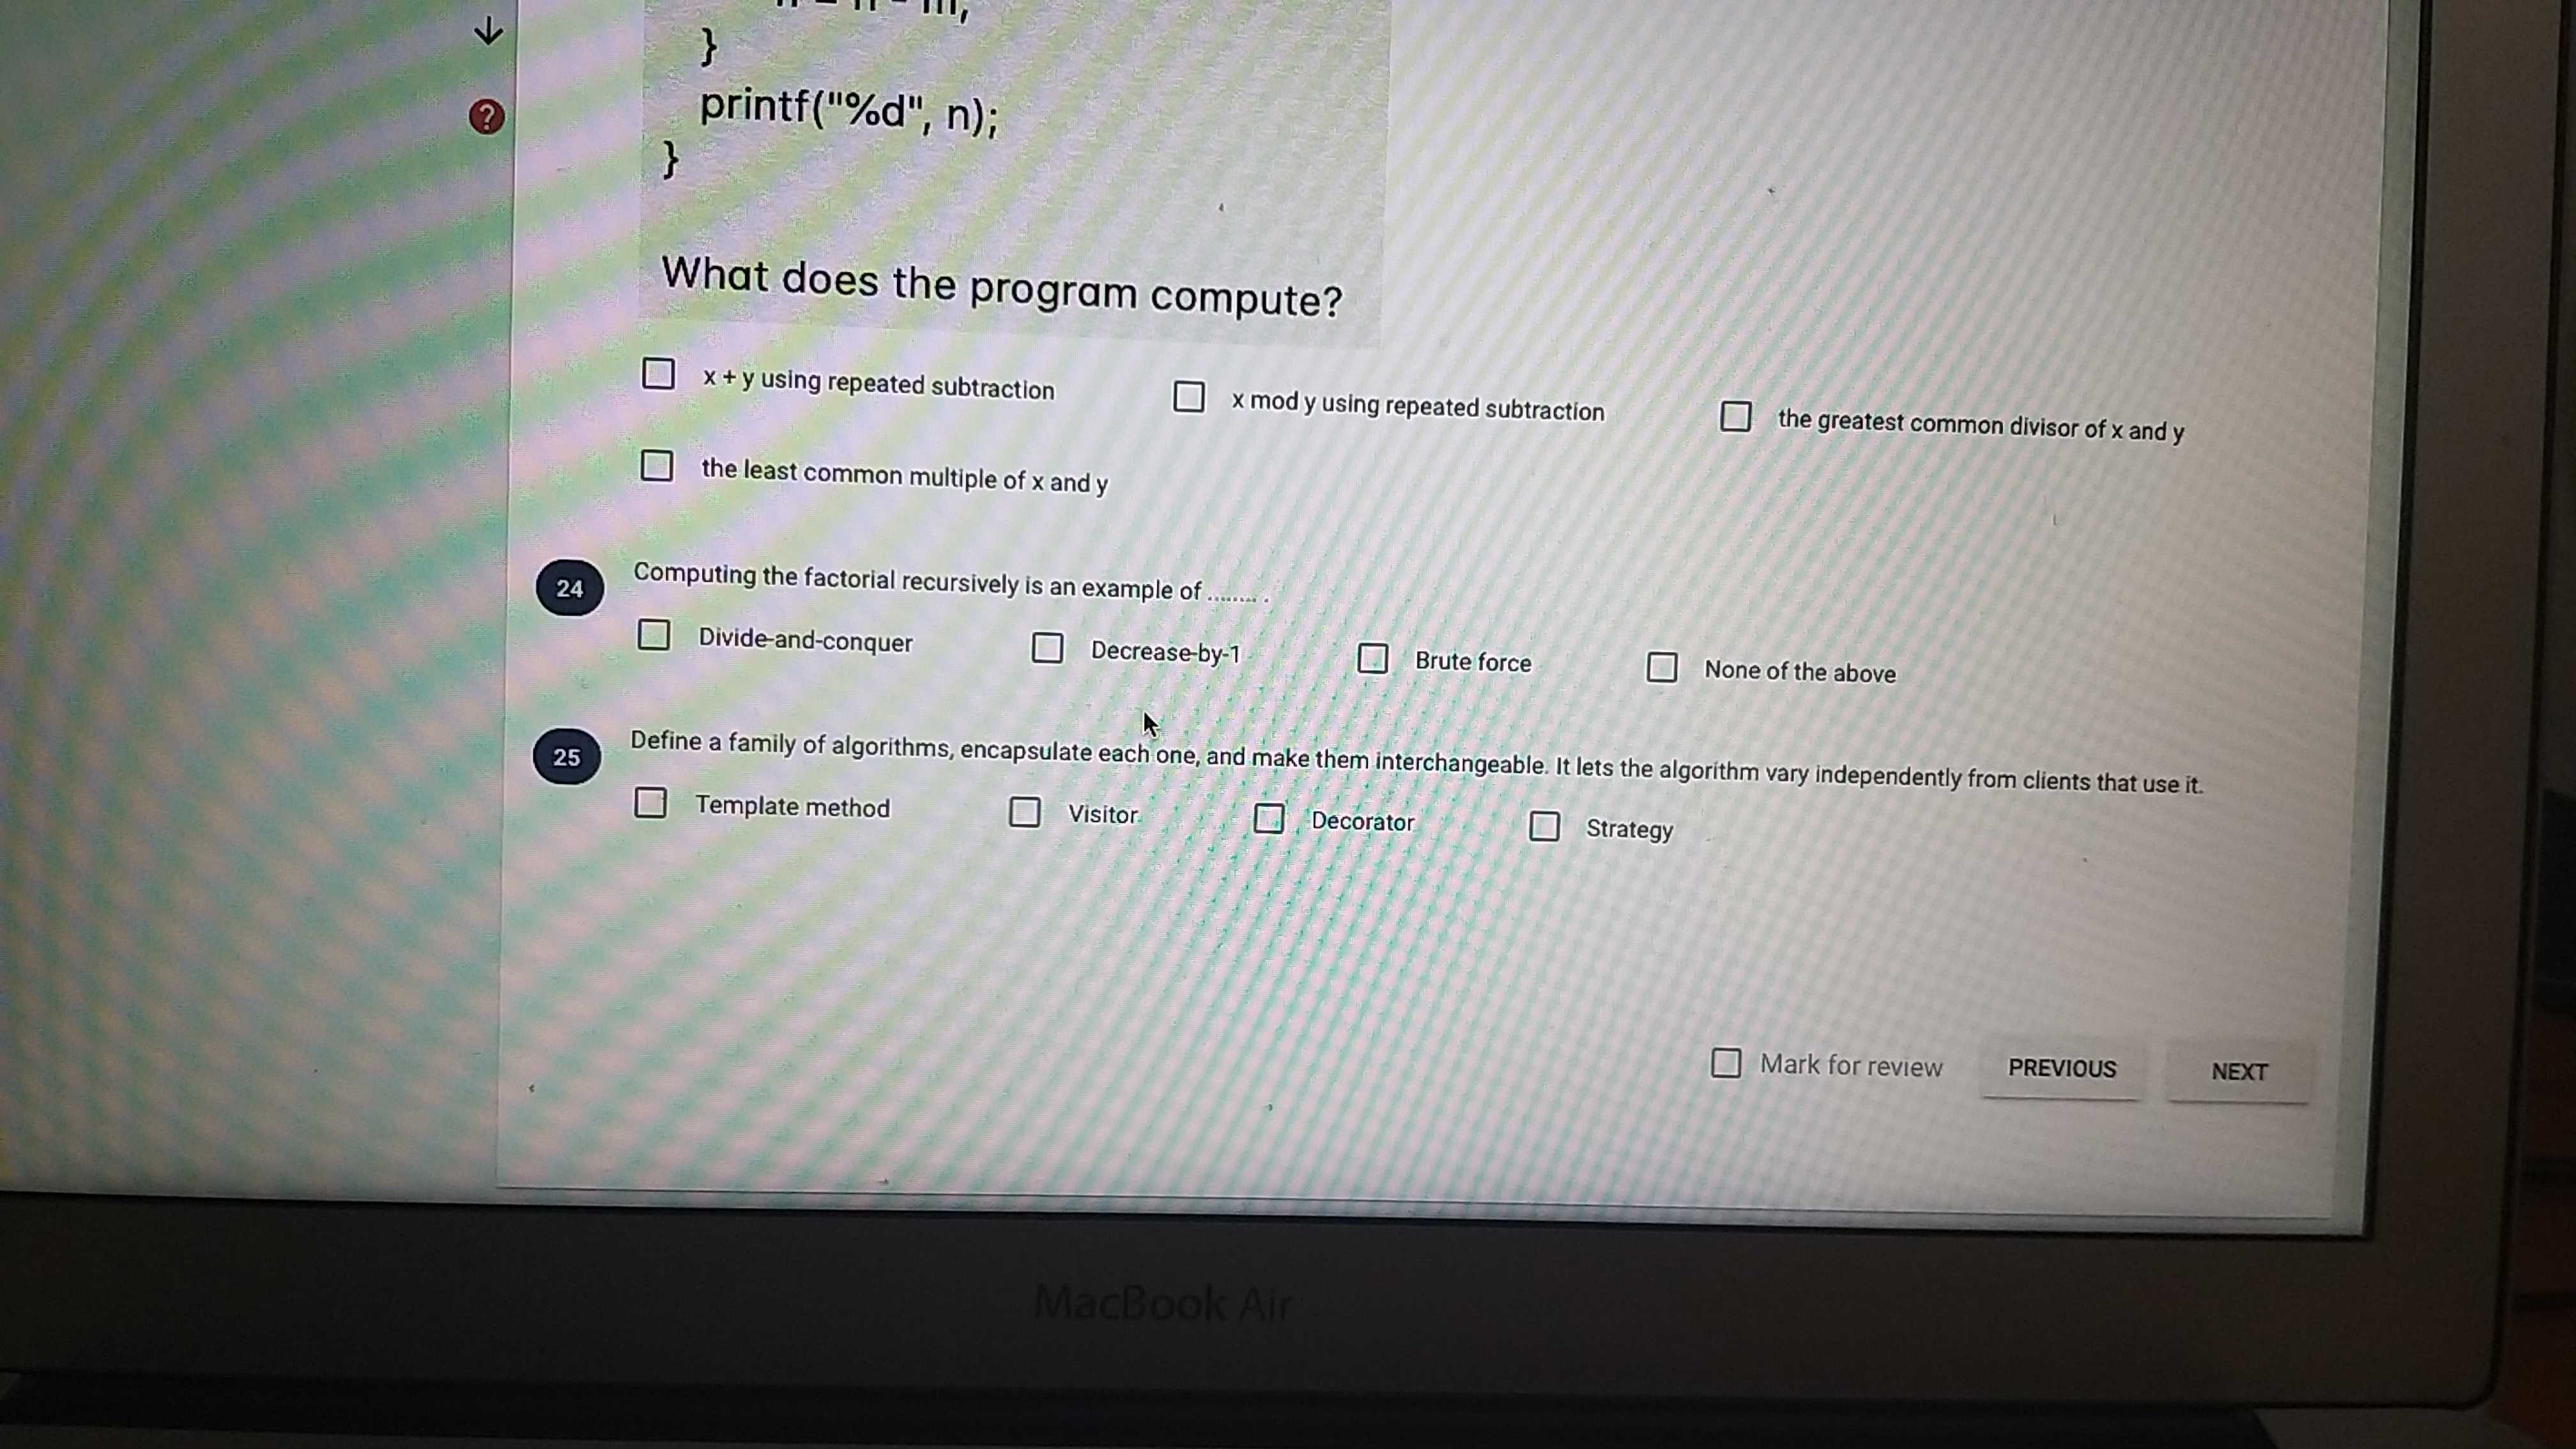 }
printf("%d", n);
}
What does the program compute?
x + y using repeated subtraction
x mod y using repeated subtraction
the greatest common divisor of x and y
the least common multiple of x and y
24
Computing the factorial recursively is an example of ........ .
Divide-and-conquer
Decrease-by-1
Brute force
None of the above
25
Define a family of algorithms, encapsulate each one, and make them interchangeable. It lets the algorithm vary independently from clients that use it.
Template method
Visitor
Decorator
Strategy
Mark for review
PREVIOUS
NEXT
MacBook Air